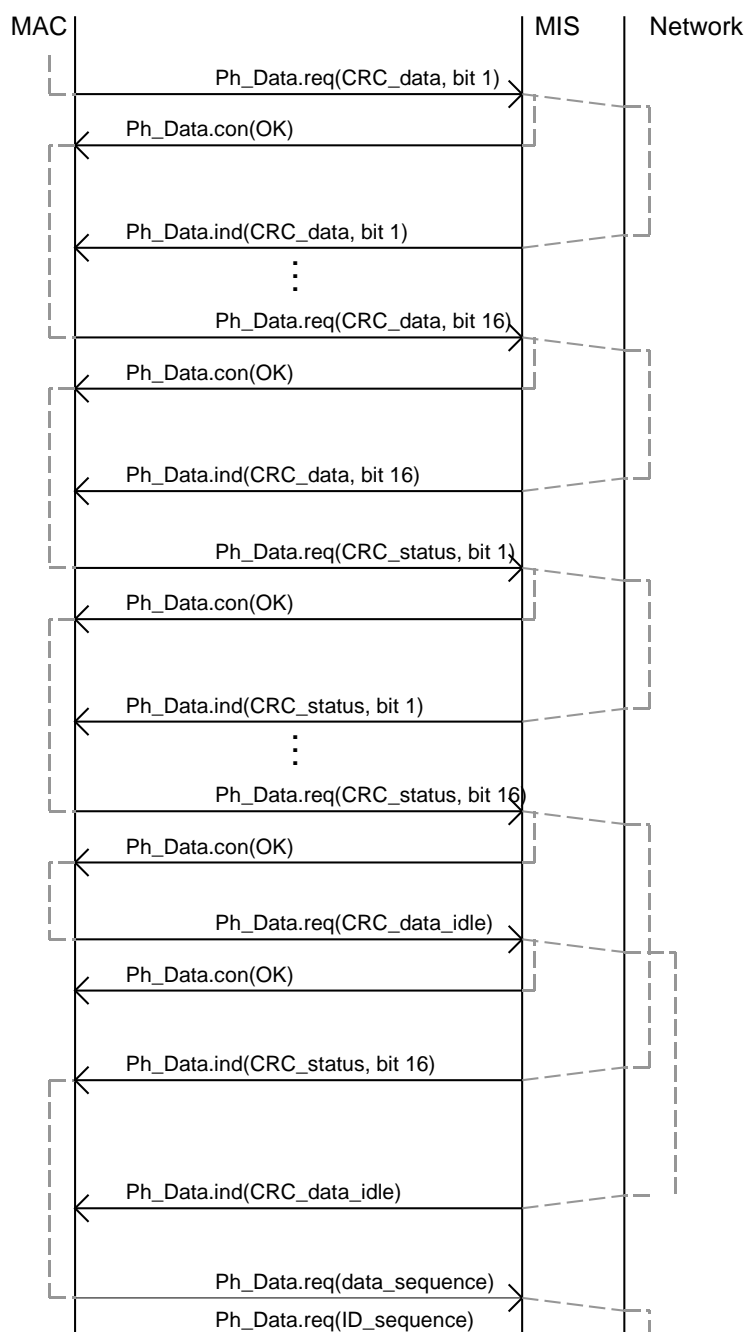 MAC MIS Network
Ph_Data.req(CRC_data, bit 1)
Ph_Data.con(OK)
Ph_Data.ind(CRC_data, bit 1)
Ph_Data.req(CRC_data, bit 16)
Ph_Data.con(OK)
Ph_Data.ind(CRC_data, bit 16)
Ph_Data.req(CRC_status, bit 1)
Ph_Data.con(OK)
Ph_Data.ind(CRC_status, bit 1)
Ph_Data.req(CRC_status, bit 16)
Ph_Data.con(OK)
Ph_Data.req(CRC_data_idle)
Ph_Data.con(OK)
Ph_Data.ind(CRC_status, bit 16)
Ph_Data.ind(CRC_data_idle)
Ph_Data.req(data_sequence)
Ph_Data.req(ID_sequence)